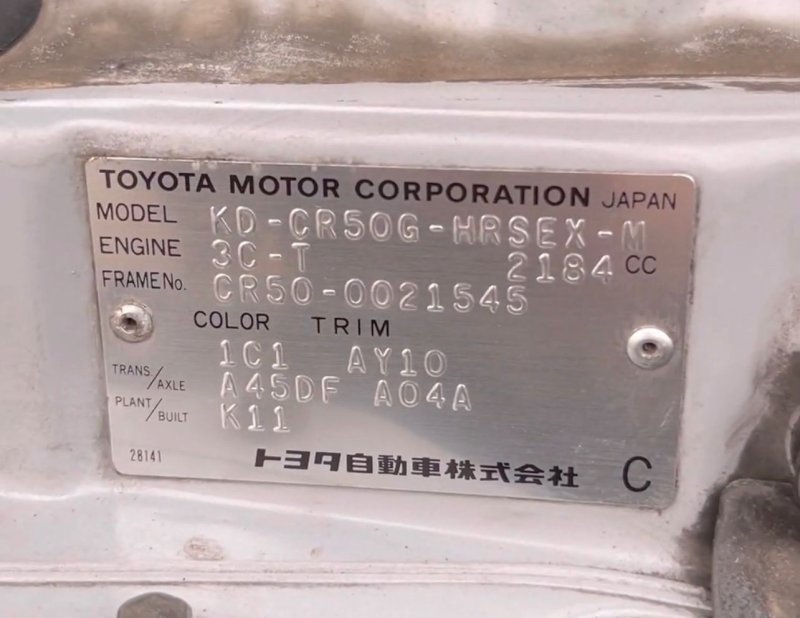 TOYOTA MOTOR CORPORATION JAPAN
MODEL KD-CR50G-HRSEX-M
ENGINE 3C-T 2184 CC
FRAME No. CR50-0021545
COLOR TRIM
1C1 AY10
TRANS/AXLE A45DF A04A
PLANT/BUILT K11
28141 トヨタ自動車株式会社 C